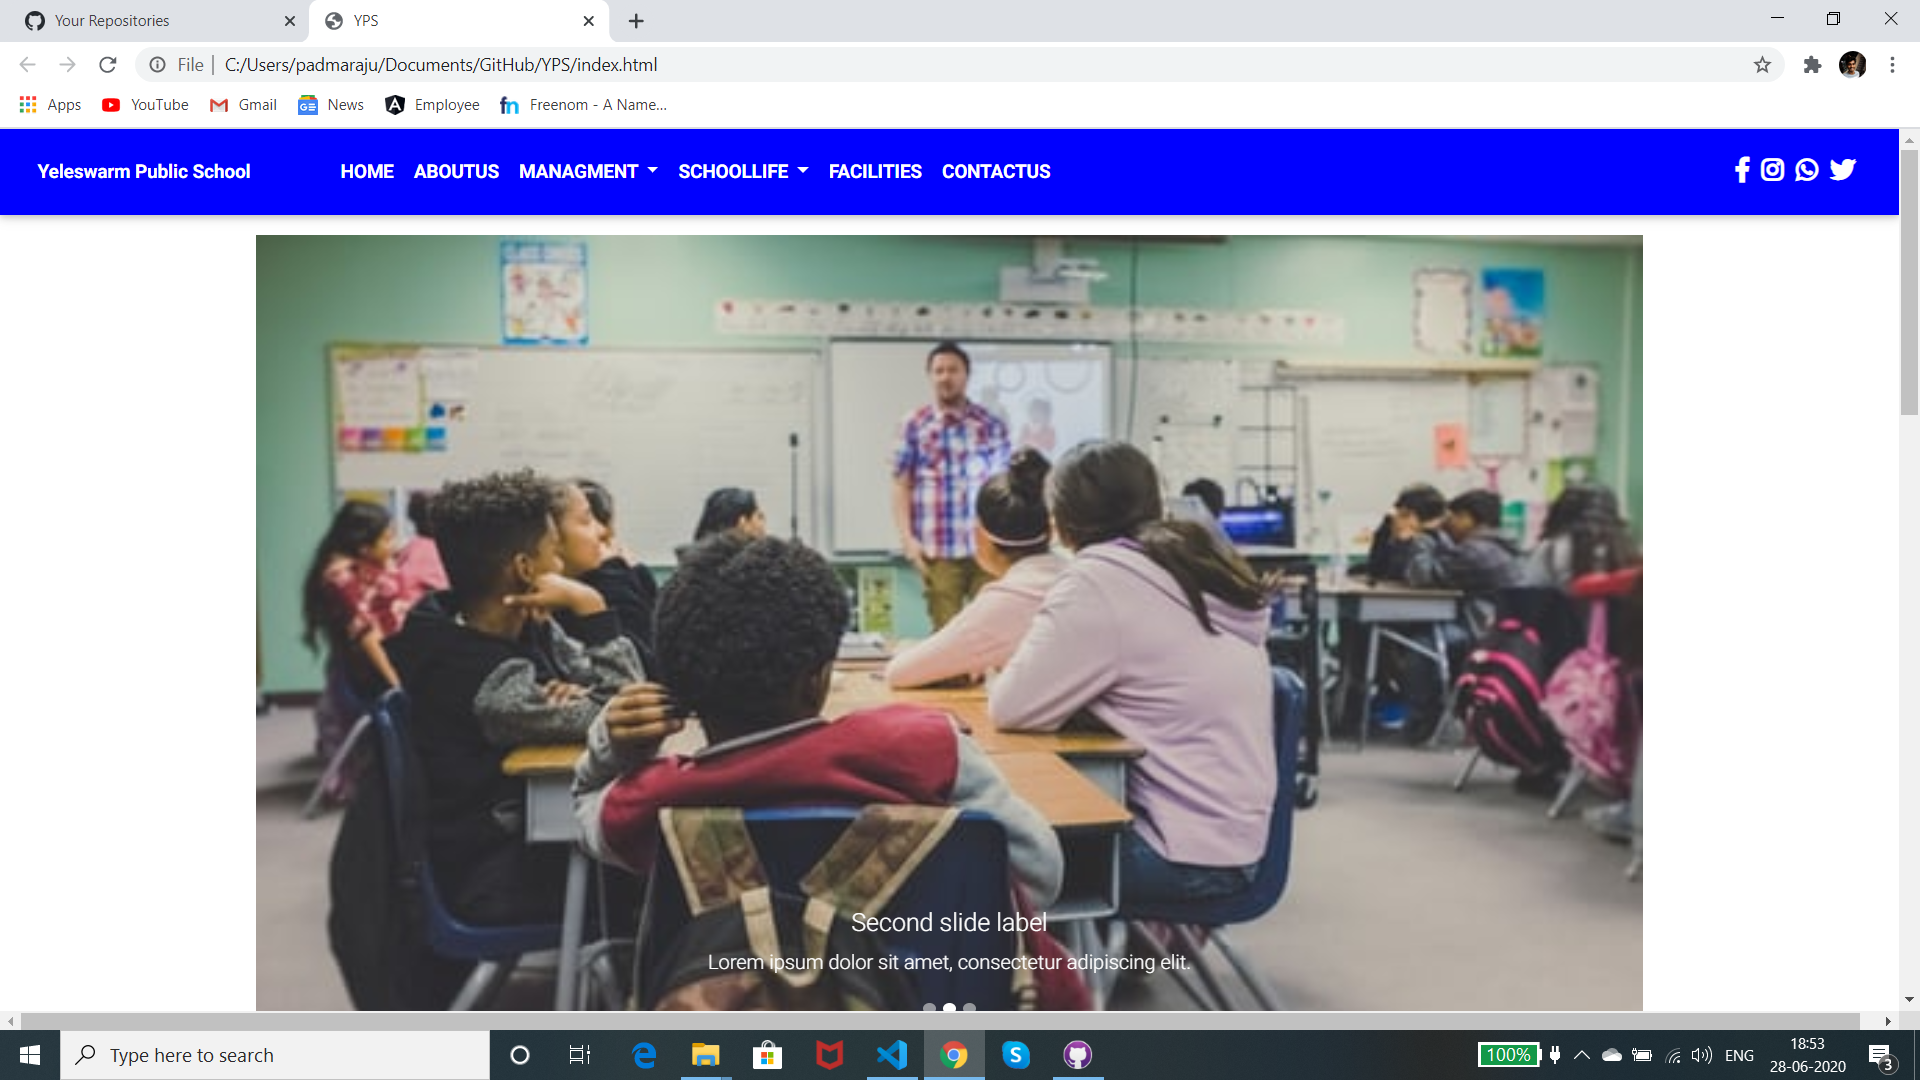 Your Repositories
YPS
File
C:/Users/padmaraju/Documents/GitHub/YPS/index.html
Apps
YouTube
Gmail
News
Employee
Freenom - A Name...
Yeleswarm Public School
HOME
ABOUTUS
MANAGMENT
SCHOOLLIFE
FACILITIES
CONTACTUS
Second slide label
Lorem ipsum dolor sit amet, consectetur adipiscing elit.
Type here to search
100%
ENG
18:53
28-06-2020
3